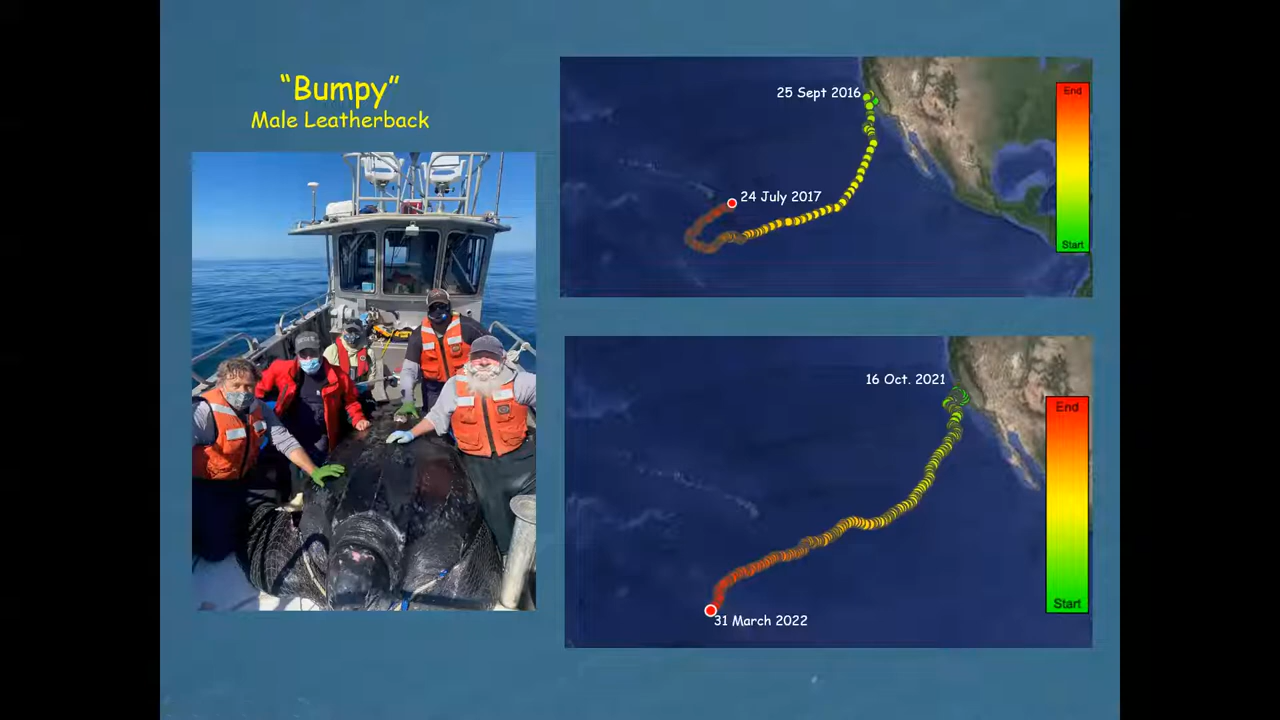 “Bumpy”
Male Leatherback
25 Sept 2016
24 July 2017
End
Start
16 Oct. 2021
31 March 2022
End
Start